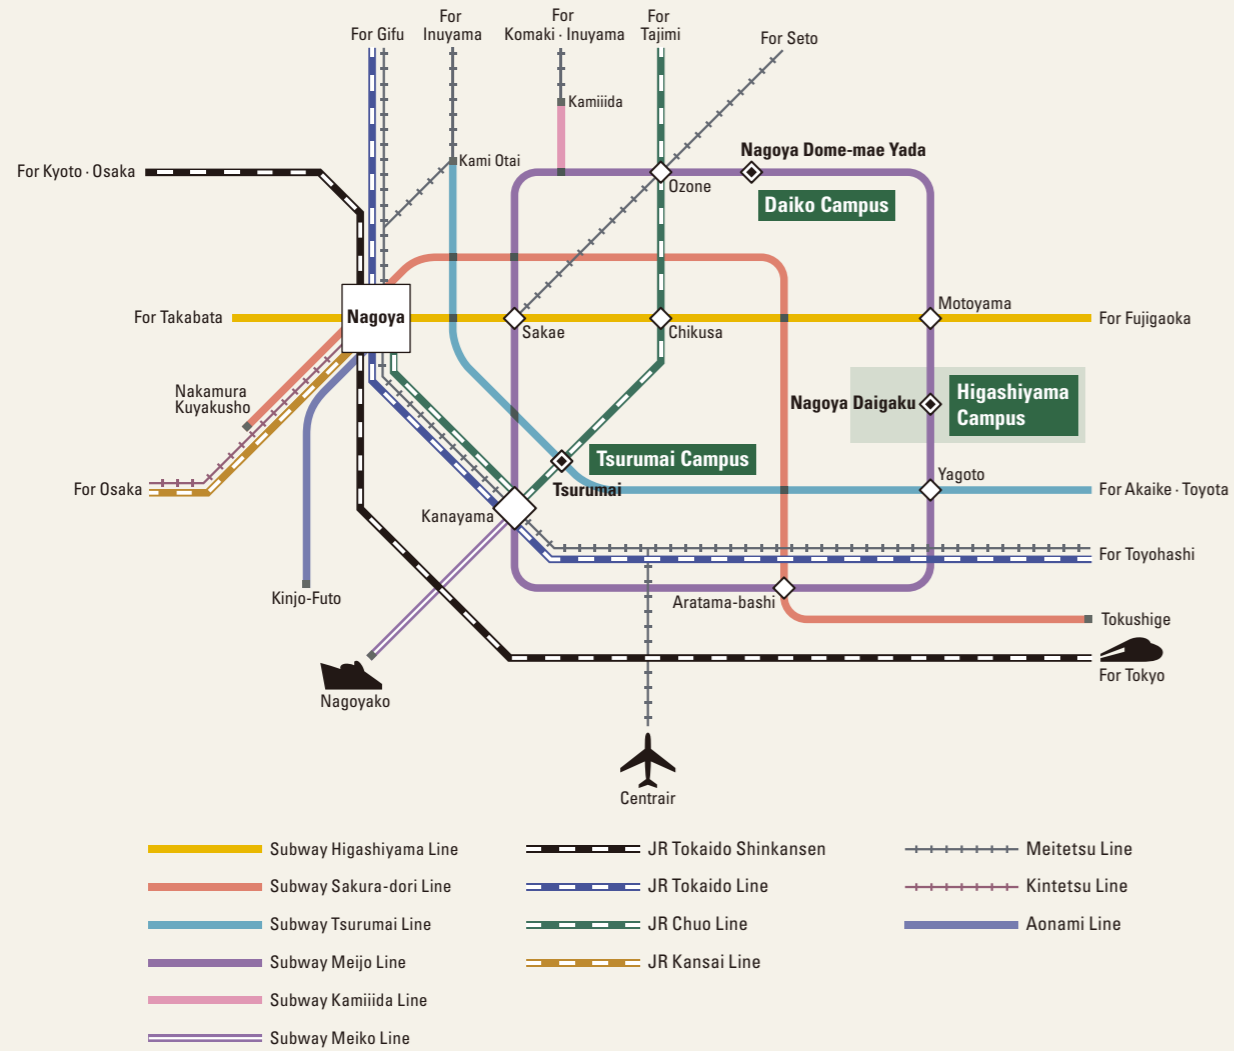 For Gifu
For
Inuyama
For
Komaki · Inuyama
For
Tajimi
For Seto
Kamiiida
Kami Otai
Nagoya Dome-mae Yada
For Kyoto · Osaka
Ozone
Daiko Campus
Motoyama
For Takabata
Nagoya
Sakae
Chikusa
For Fujigaoka
Nakamura
Kuyakusho
Nagoya Daigaku
Higashiyama
Campus
Tsurumai Campus
Yagoto
For Osaka
Tsurumai
For Akaike · Toyota
Kanayama
For Toyohashi
Kinjo-Futo
Aratama-bashi
Tokushige
For Tokyo
Nagoyako
Centrair
Subway Higashiyama Line
Subway Sakura-dori Line
Subway Tsurumai Line
Subway Meijo Line
Subway Kamiiida Line
Subway Meiko Line
JR Tokaido Shinkansen
JR Tokaido Line
JR Chuo Line
JR Kansai Line
Meitetsu Line
Kintetsu Line
Aonami Line